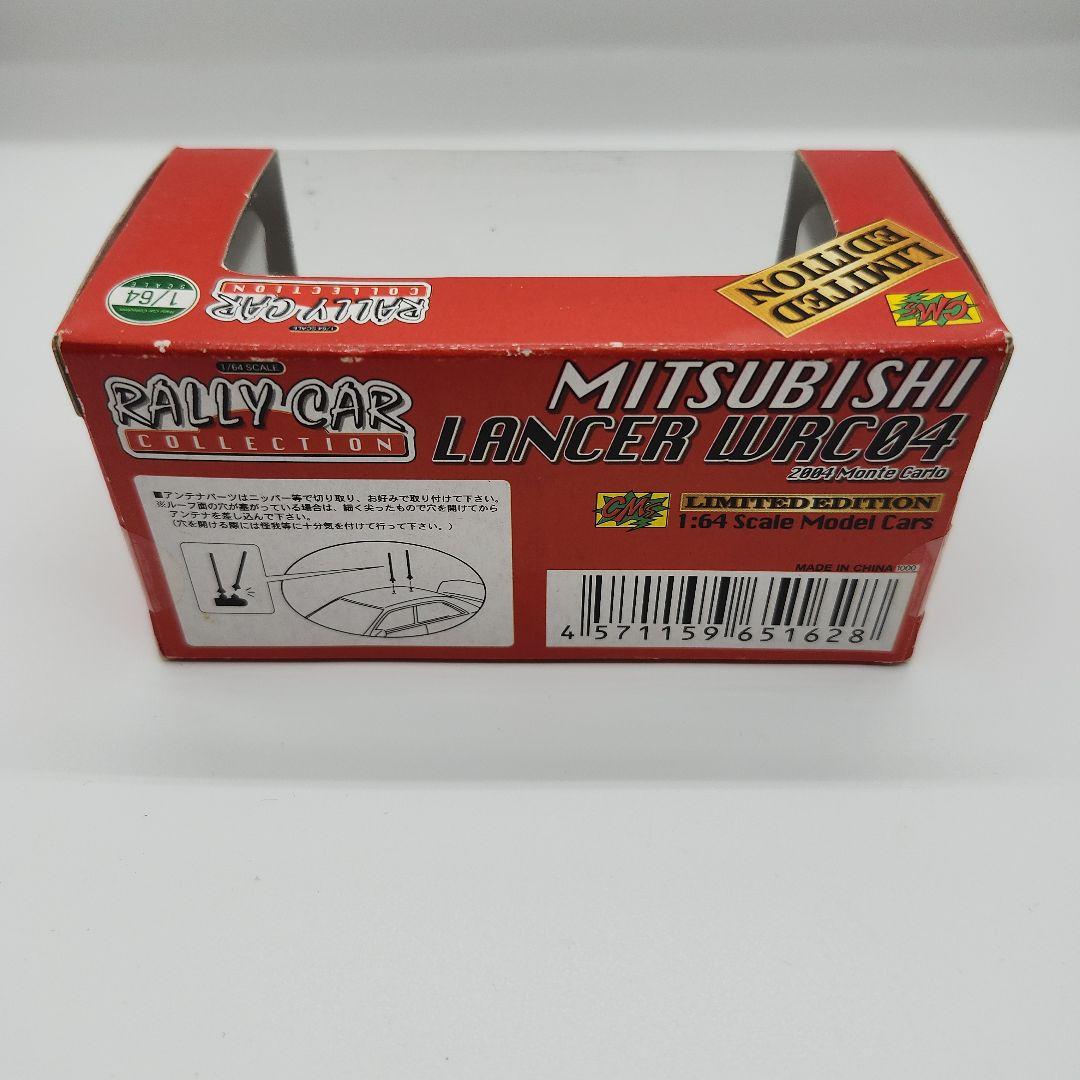 LIMITED
EDITION
CM's
1/64
SCALE
1/64 SCALE
RALLY CAR
COLLECTION
1/64 SCALE
RALLY CAR
COLLECTION
MITSUBISHI
LANCER WRC04
2004 Monte Carlo
■アンテナパーツはニッパー等で切り取り、お好みで取り付けて下さい。
※ルーフ面の穴が塞がっている場合は、細く尖ったもので穴を開けてから
アンテナを差し込んで下さい。
(穴を開ける際には怪我等に十分気を付けて行って下さい。)
CM's
LIMITED EDITION
1:64 Scale Model Cars
MADE IN CHINA 1000
4 571159 651628